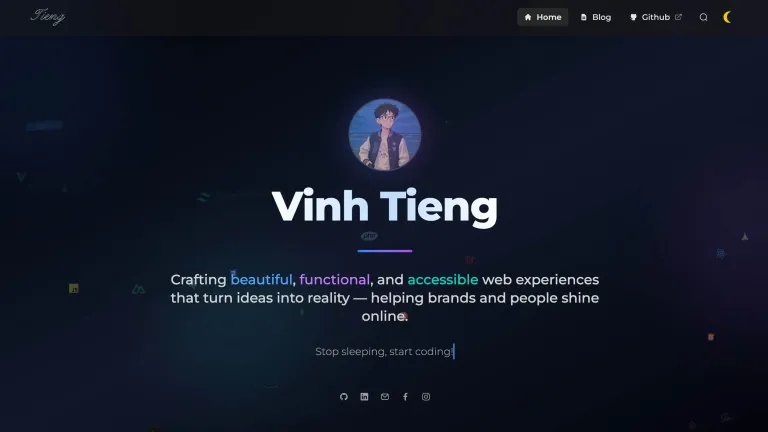 Tieng
Home
Blog
Github
Vinh Tieng
Crafting beautiful, functional, and accessible web experiences
that turn ideas into reality — helping brands and people shine
online.
Stop sleeping, start coding!